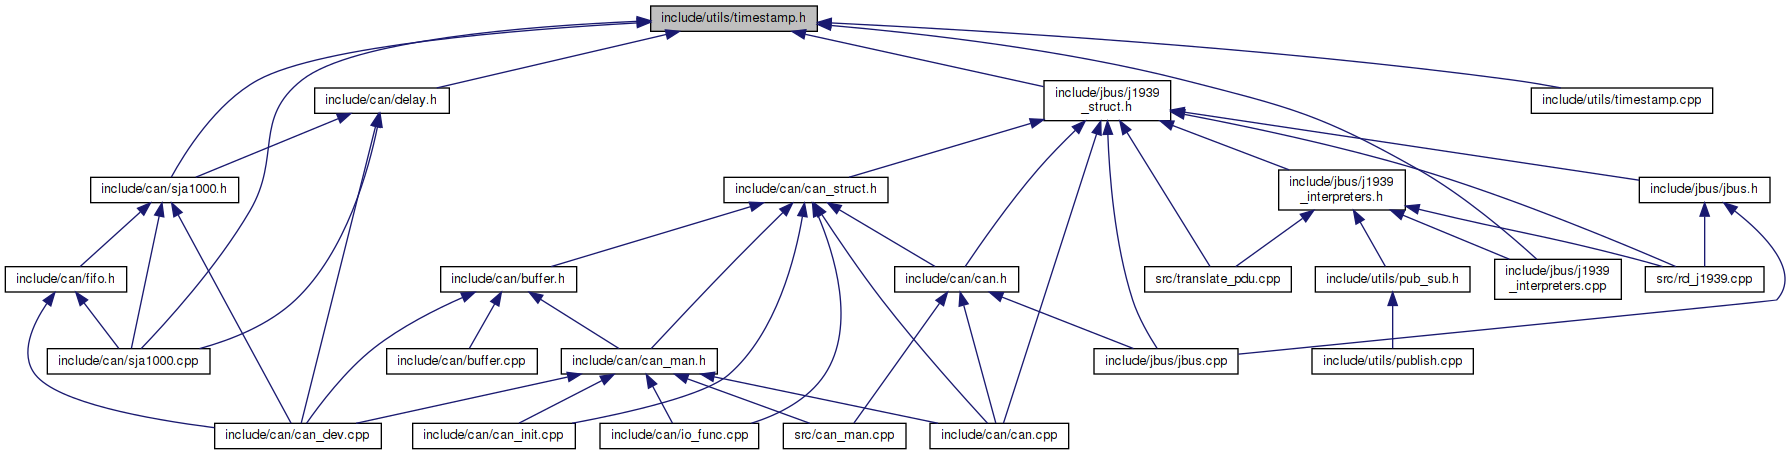 include/utils/timestamp.h
include/can/delay.h
include/jbus/j1939
_struct.h
include/utils/timestamp.cpp
include/can/sja1000.h
include/can/can_struct.h
include/jbus/j1939
_interpreters.h
include/jbus/jbus.h
include/can/fifo.h
include/can/buffer.h
include/can/can.h
src/translate_pdu.cpp
include/utils/pub_sub.h
include/jbus/j1939
_interpreters.cpp
src/rd_j1939.cpp
include/can/sja1000.cpp
include/can/buffer.cpp
include/can/can_man.h
include/jbus/jbus.cpp
include/utils/publish.cpp
include/can/can_dev.cpp
include/can/can_init.cpp
include/can/io_func.cpp
src/can_man.cpp
include/can/can.cpp